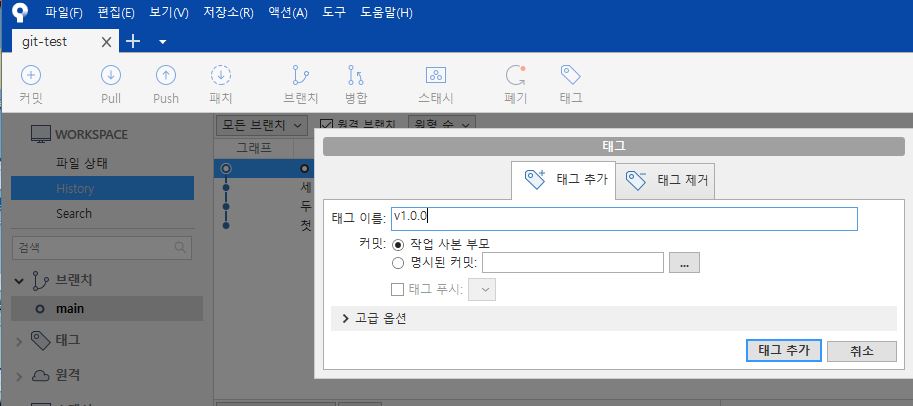 파일(F) 편집(E) 보기(V) 저장소(R) 액션(A) 도구 도움말(H)
git-test
커밋 Pull Push 패치 브랜치 병합 스태시 폐기 태그
WORKSPACE
파일 상태
History
Search
검색
브랜치
main
태그
원격
모든 브랜치 원격 브랜치
그래프
세
두
첫
태그
태그 추가 태그 제거
태그 이름: v1.0.0
커밋: 작업 사본 부모
명시된 커밋: ...
태그 푸시:
고급 옵션
태그 추가 취소